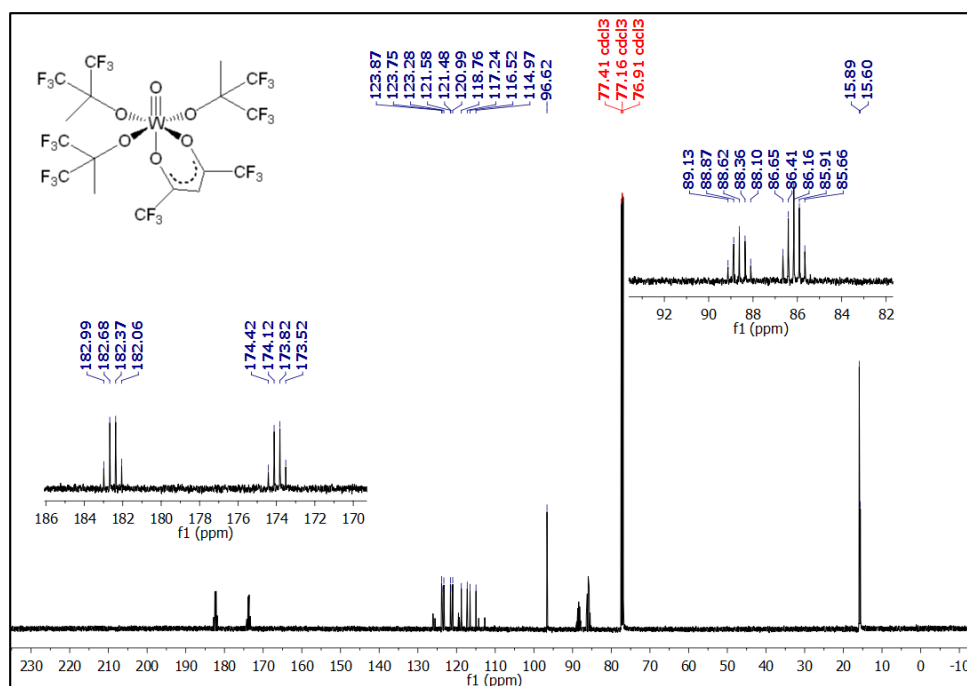 123.87
123.75
123.28
121.58
121.48
120.99
118.76
117.24
116.52
114.97
96.62
77.41 cdcl3
77.16 cdcl3
76.91 cdcl3
15.89
15.60
CF3
F3C
O
O
CF3
CF3
W
O
O
CF3
F3C
O
O
CF3
CF3
89.13
88.87
88.62
88.36
88.10
86.65
86.41
86.16
85.91
85.66
92 90 88 86 84 82
f1 (ppm)
182.99
182.68
182.37
182.06
174.42
174.12
173.82
173.52
186 184 182 180 178 176 174 172 170
f1 (ppm)
230 220 210 200 190 180 170 160 150 140 130 120 110 100 90 80 70 60 50 40 30 20 10 0 -10
f1 (ppm)